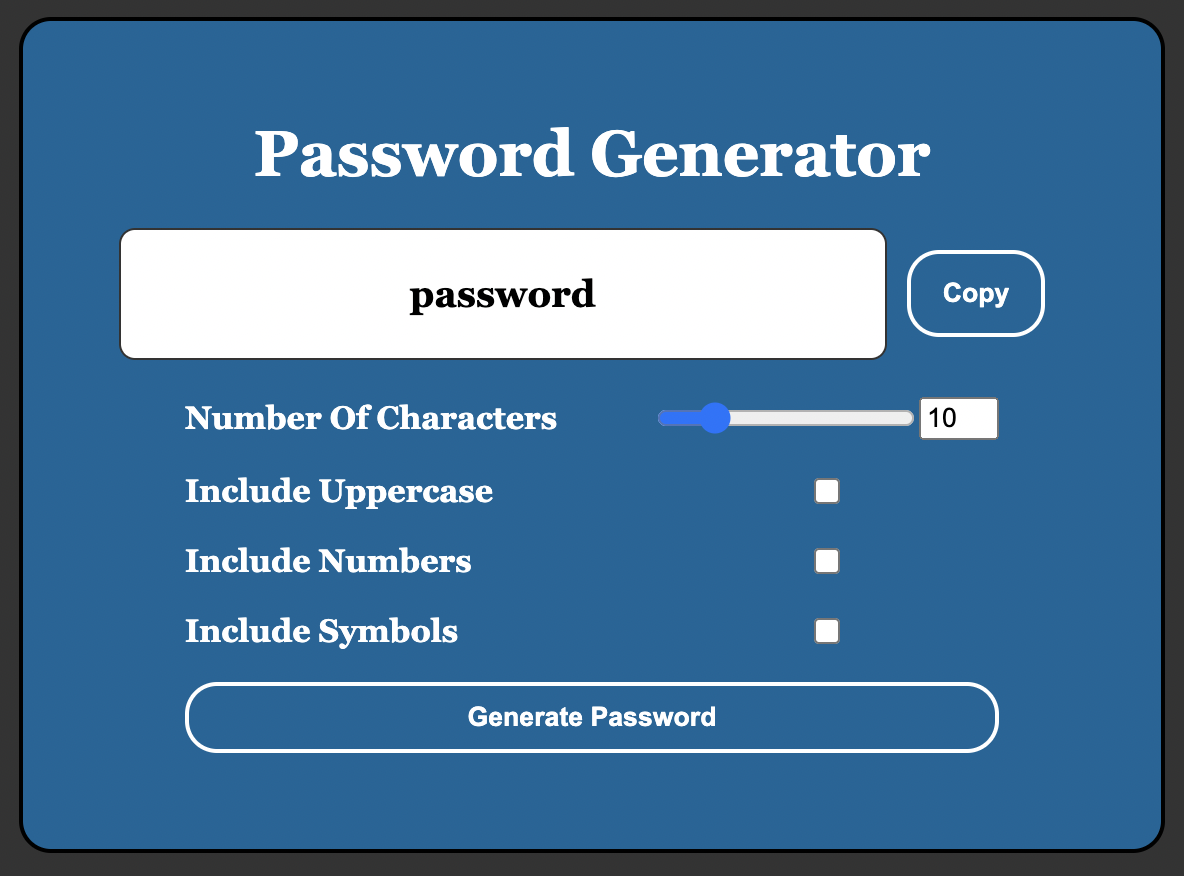 Password Generator
password
Copy
Number Of Characters
10
Include Uppercase
Include Numbers
Include Symbols
Generate Password